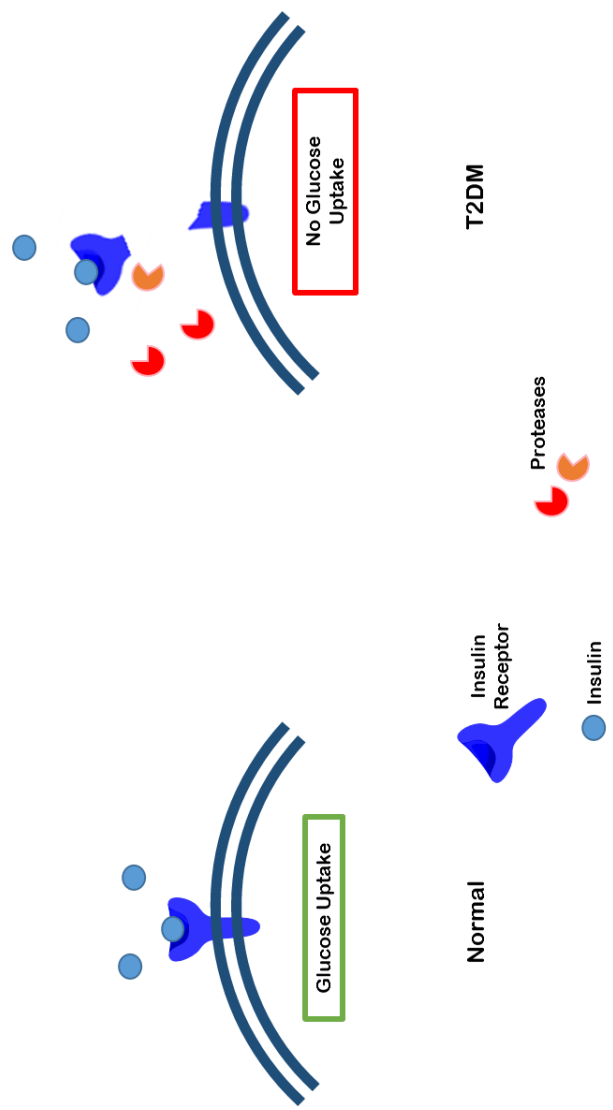 Glucose Uptake
No Glucose
Uptake
Normal
T2DM
Insulin
Receptor
Proteases
Insulin